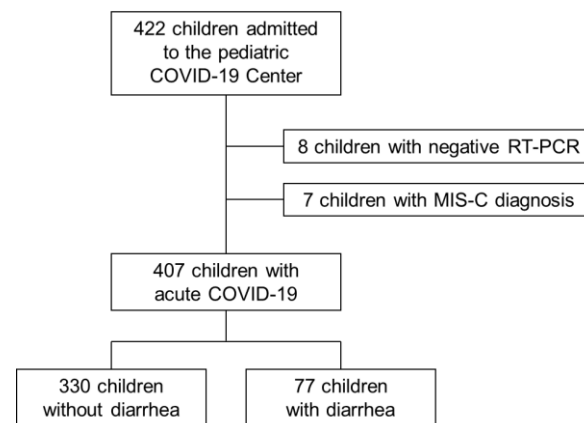 422 children admitted
to the pediatric
COVID-19 Center
8 children with negative RT-PCR
7 children with MIS-C diagnosis
407 children with
acute COVID-19
330 children
without diarrhea
77 children
with diarrhea